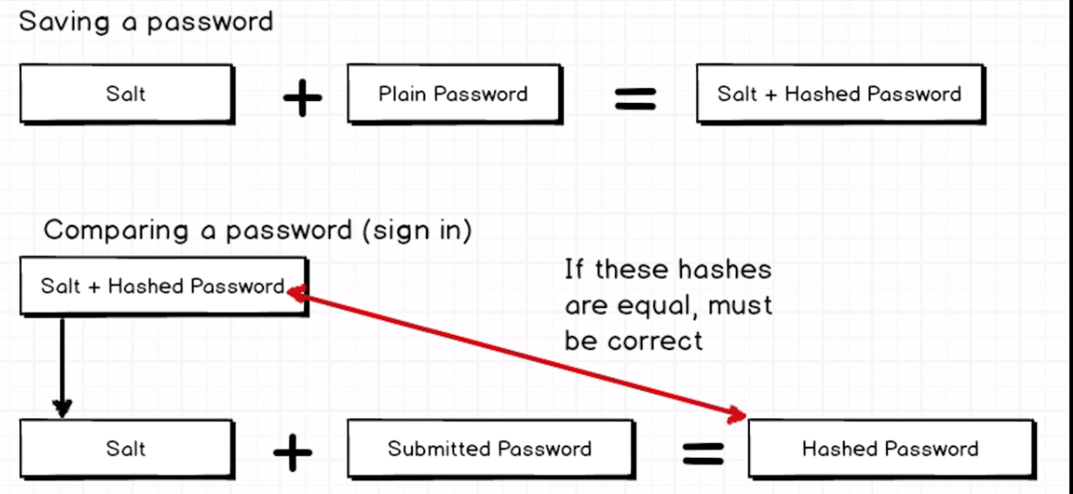 Saving a password
Salt + Plain Password = Salt + Hashed Password
Comparing a password (sign in)
Salt + Hashed Password
If these hashes
are equal, must
be correct
Salt + Submitted Password = Hashed Password